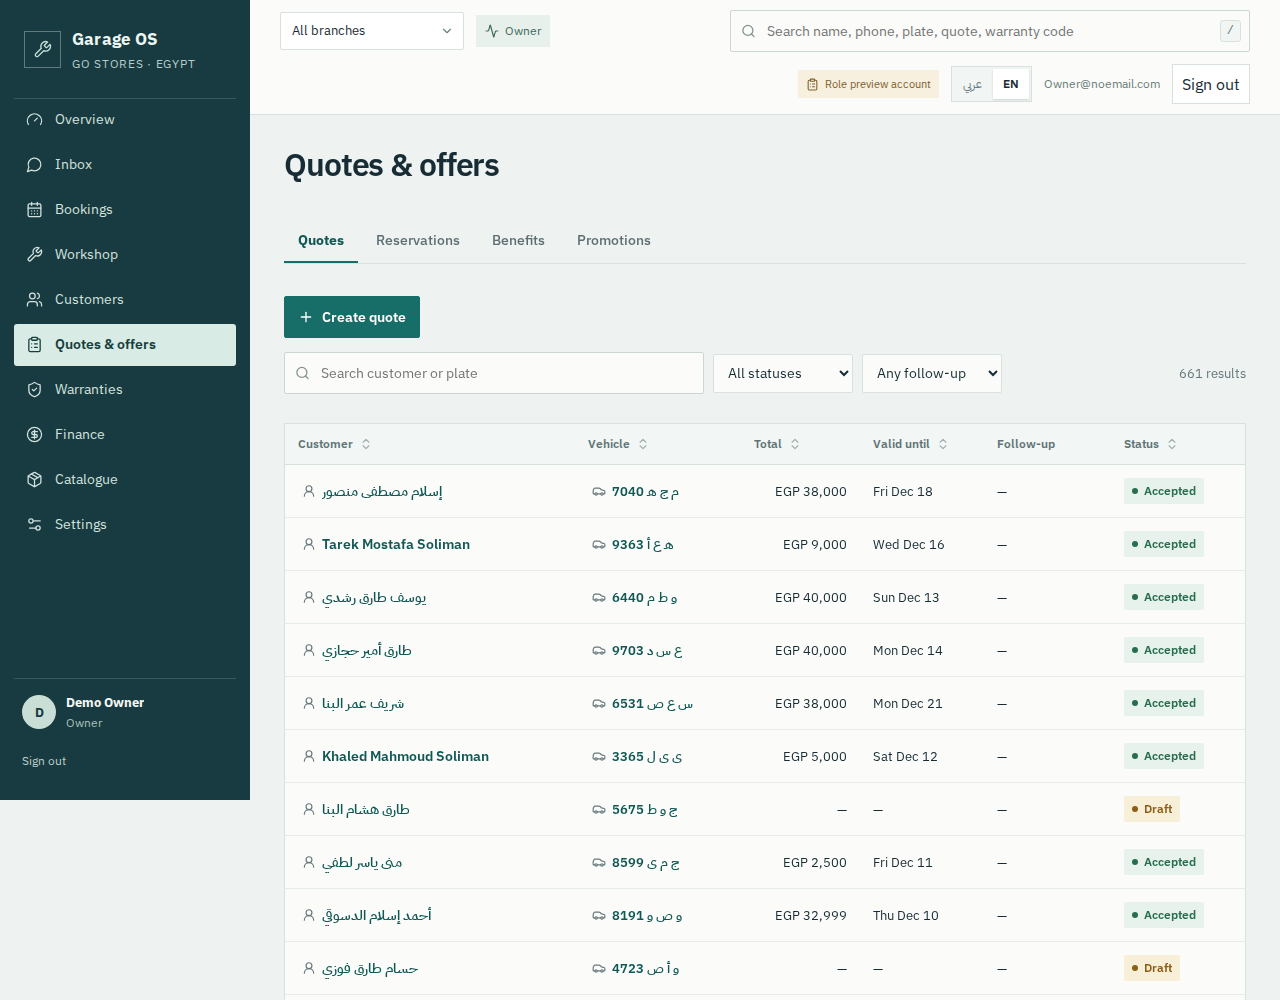 Garage OS
GO STORES · EGYPT
Overview
Inbox
Bookings
Workshop
Customers
Quotes & offers
Warranties
Finance
Catalogue
Settings
D
Demo Owner
Owner
Sign out
All branches
Owner
Search name, phone, plate, quote, warranty code
/
Role preview account
عربي
EN
Owner@noemail.com
Sign out
Quotes & offers
Quotes
Reservations
Benefits
Promotions
Create quote
Search customer or plate
All statuses
Any follow-up
661 results
Customer Vehicle Total Valid until Follow-up Status
إسلام مصطفى منصور 7040 م ج هـ EGP 38,000 Fri Dec 18 — Accepted
Tarek Mostafa Soliman 9363 هـ ع أ EGP 9,000 Wed Dec 16 — Accepted
يوسف طارق رشدي 6440 و ط م EGP 40,000 Sun Dec 13 — Accepted
طارق أمير حجازي 9703 ع س د EGP 40,000 Mon Dec 14 — Accepted
شريف عمر البنا 6531 س ع ص EGP 38,000 Mon Dec 21 — Accepted
Khaled Mahmoud Soliman 3365 ى ى ل EGP 5,000 Sat Dec 12 — Accepted
طارق هشام البنا 5675 ج و ط — — — Draft
منى ياسر لطفي 8599 ج م ى EGP 2,500 Fri Dec 11 — Accepted
أحمد إسلام الدسوقي 8191 و ص و EGP 32,999 Thu Dec 10 — Accepted
حسام طارق فوزي 4723 و أ ص — — — Draft